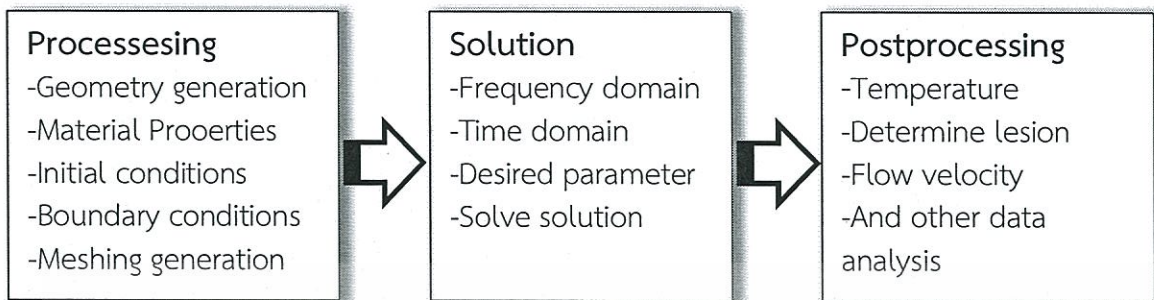 Processesing
-Geometry generation
-Material Prooerties
-Initial conditions
-Boundary conditions
-Meshing generation
Solution
-Frequency domain
-Time domain
-Desired parameter
-Solve solution
Postprocessing
-Temperature
-Determine lesion
-Flow velocity
-And other data
analysis